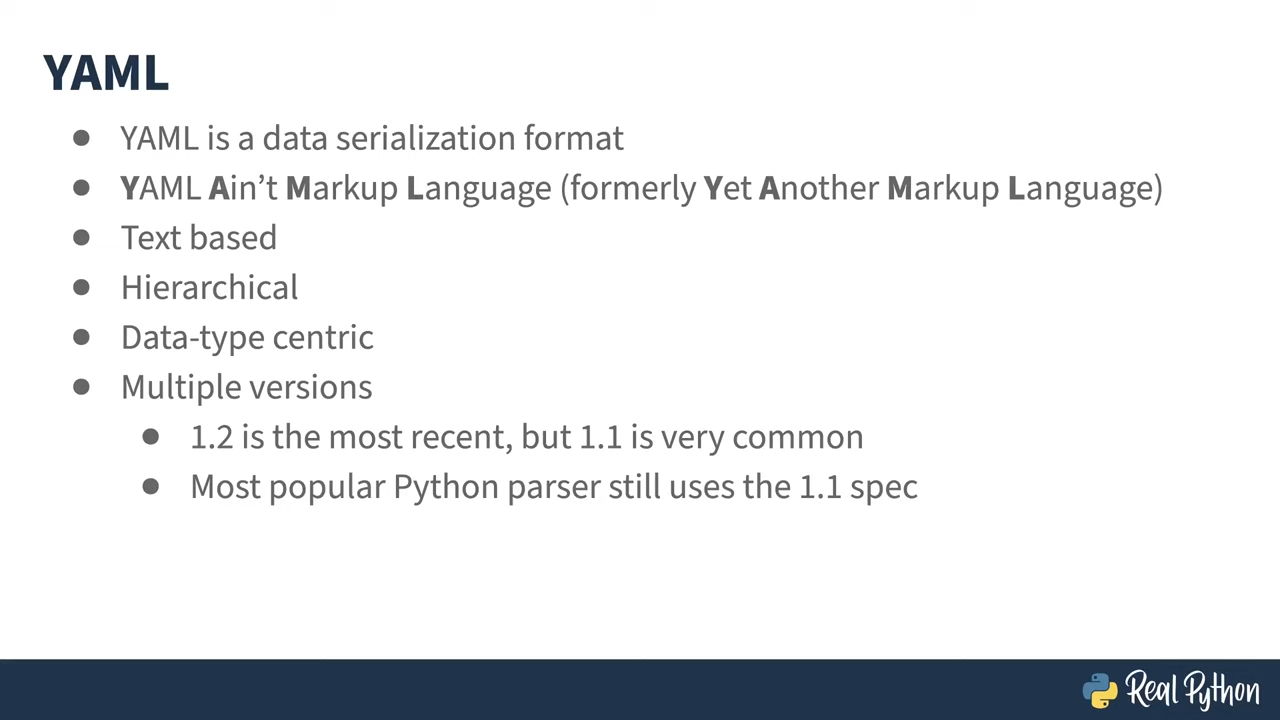 YAML
● YAML is a data serialization format
● YAML Ain’t Markup Language (formerly Yet Another Markup Language)
● Text based
● Hierarchical
● Data-type centric
● Multiple versions
● 1.2 is the most recent, but 1.1 is very common
● Most popular Python parser still uses the 1.1 spec
Real Python